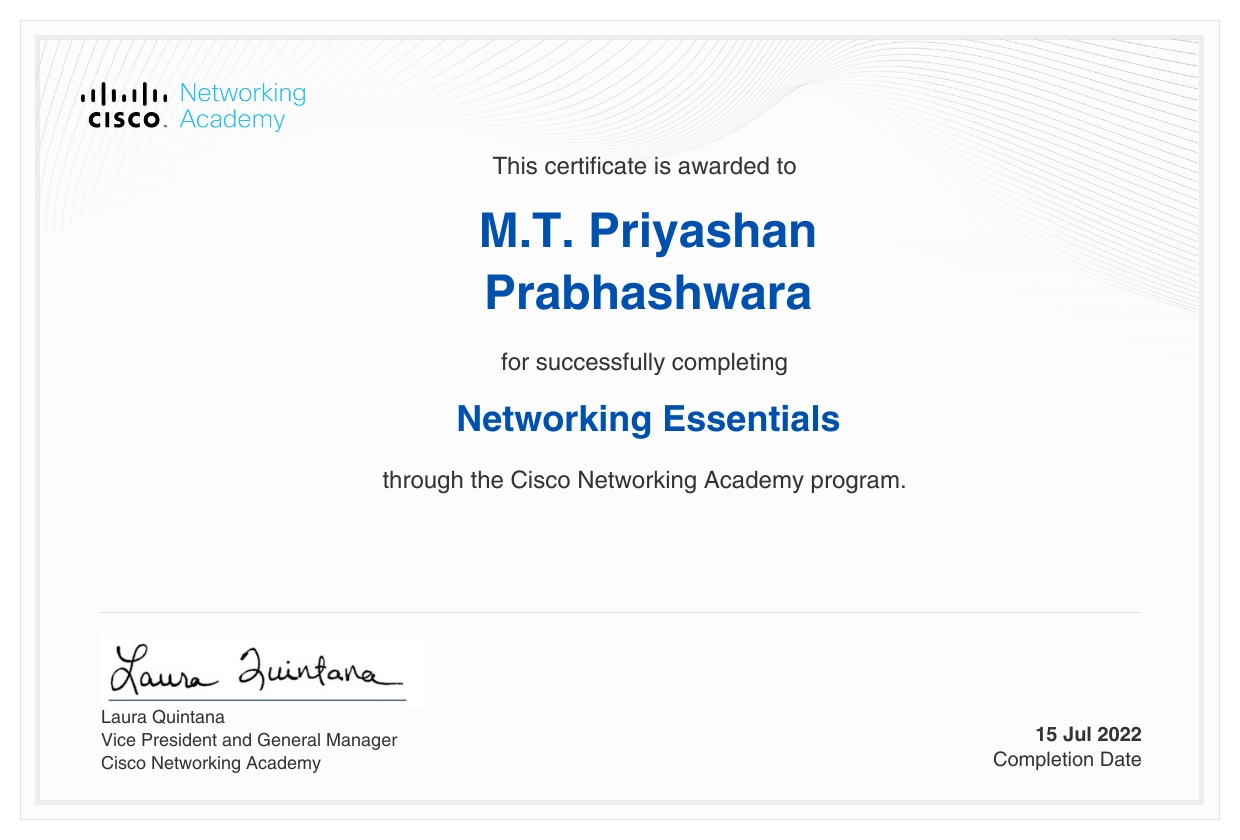 Networking
CISCO Academy
This certificate is awarded to
M.T. Priyashan
Prabhashwara
for successfully completing
Networking Essentials
through the Cisco Networking Academy program.
Laura Quintana
Laura Quintana
Vice President and General Manager
Cisco Networking Academy
15 Jul 2022
Completion Date